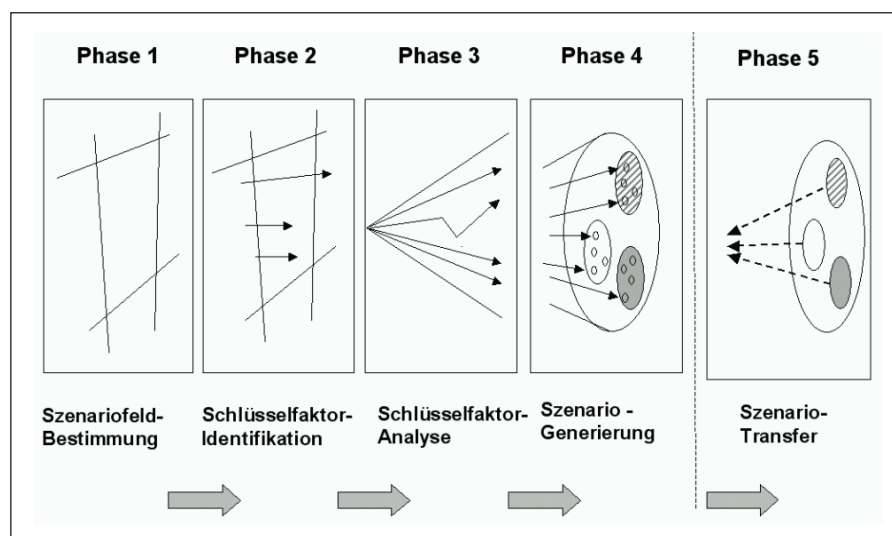 Phase 1
Phase 2
Phase 3
Phase 4
Phase 5
Szenariofeld-
Bestimmung
Schlüsselfaktor-
Identifikation
Schlüsselfaktor-
Analyse
Szenario -
Generierung
Szenario-
Transfer